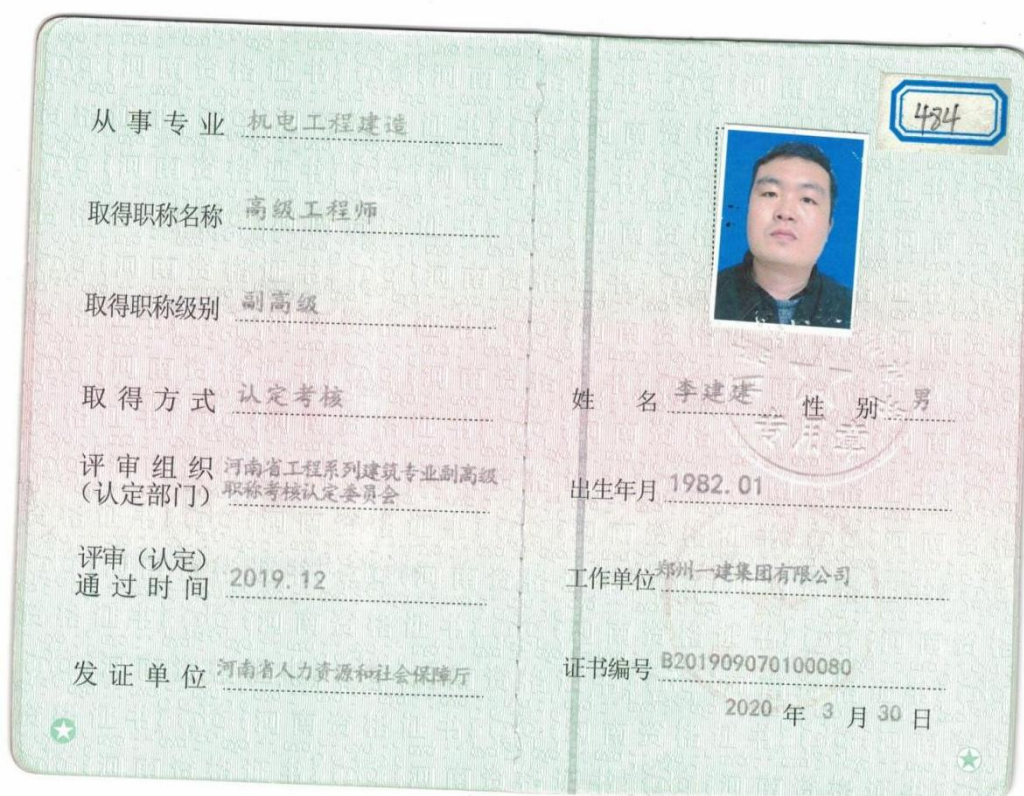 从事专业 机电工程建造
取得职称名称 高级工程师
取得职称级别 副高级
取得方式 认定考核
评审组织 河南省工程系列建筑专业副高级
（认定部门） 职称考核认定委员会
评审（认定）
通过时间 2019.12
发证单位 河南省人力资源和社会保障厅
484
姓名 李建建 性别 男
专用章
出生年月 1982.01
工作单位 郑州一建集团有限公司
证书编号 B201909070100080
2020 年 3 月 30 日